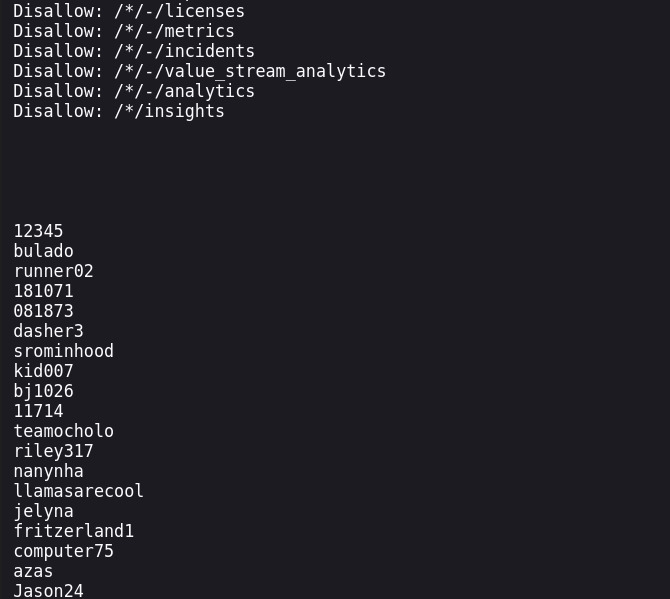 Disallow: /*/-/licenses
Disallow: /*/-/metrics
Disallow: /*/-/incidents
Disallow: /*/-/value_stream_analytics
Disallow: /*/-/analytics
Disallow: /*/insights
12345
bulado
runner02
181071
081873
dasher3
srominhood
kid007
bj1026
11714
teamocholo
riley317
nanynha
llamasarecool
jelyna
fritzerland1
computer75
azas
Jason24